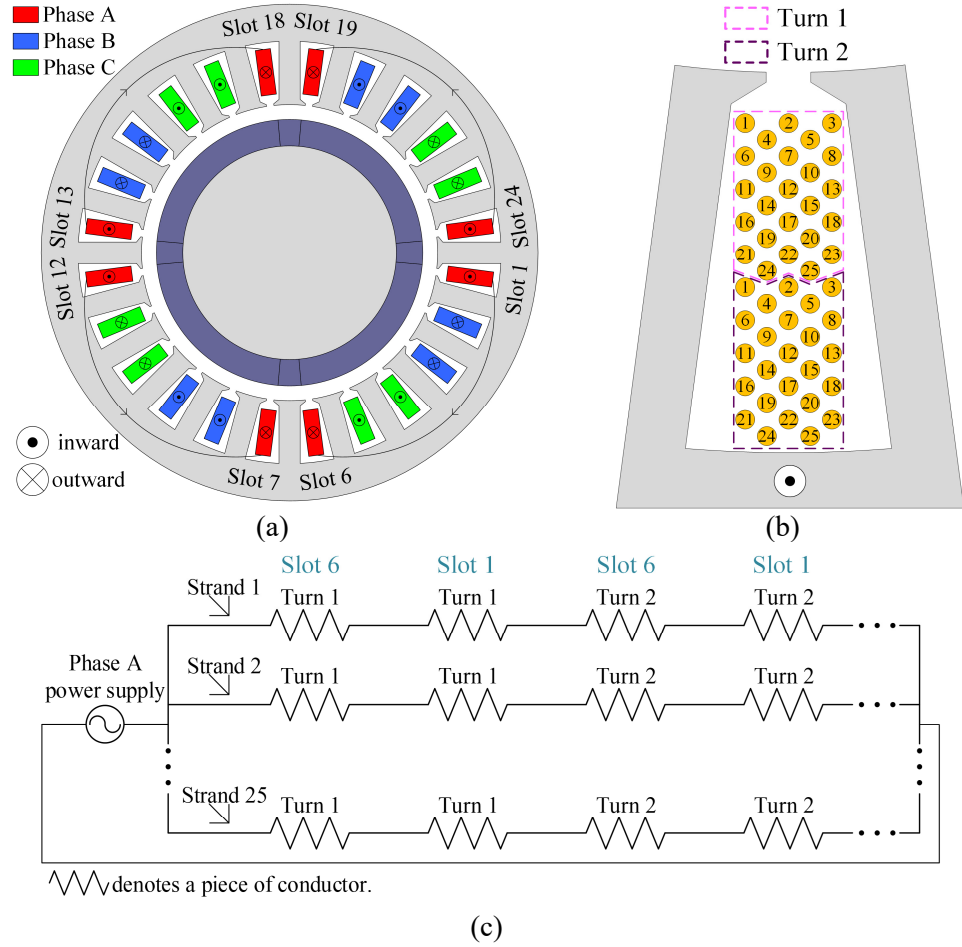 Phase A
Phase B
Phase C
Slot 18
Slot 19
Slot 13
Slot 24
Slot 12
Slot 1
Slot 7
Slot 6
inward
outward
(a)
Turn 1
Turn 2
1 2 3
4 5
6 7 8
9 10
11 12 13
14 15
16 17 18
19 20
21 22 23
24 25
1 2 3
4 5
6 7 8
9 10
11 12 13
14 15
16 17 18
19 20
21 22 23
24 25
(b)
Slot 6 Slot 1 Slot 6 Slot 1
Strand 1 Turn 1 Turn 1 Turn 2 Turn 2
Phase A
power supply
Strand 2 Turn 1 Turn 1 Turn 2 Turn 2
Strand 25 Turn 1 Turn 1 Turn 2 Turn 2
denotes a piece of conductor.
(c)